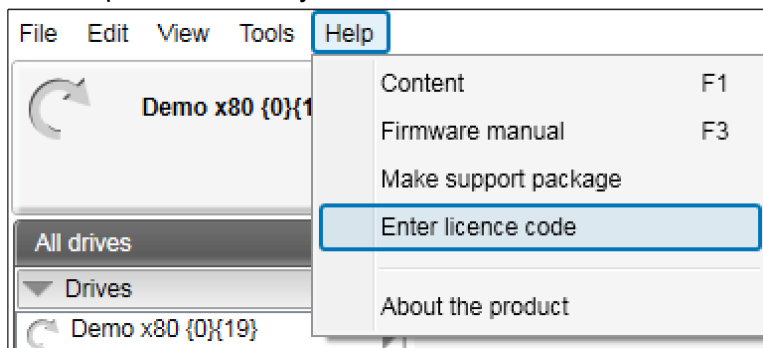 File Edit View Tools Help
Content F1
Demo x80 {0}{1
Firmware manual F3
Make support package
Enter licence code
All drives
Drives
About the product
Demo x80 {0}{19}